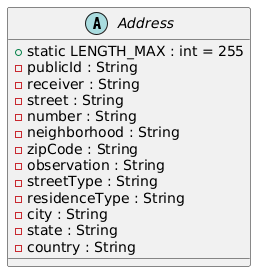 A Address
static LENGTH_MAX : int = 255
publicId : String
receiver : String
street : String
number : String
neighborhood : String
zipCode : String
observation : String
streetType : String
residenceType : String
city : String
state : String
country : String